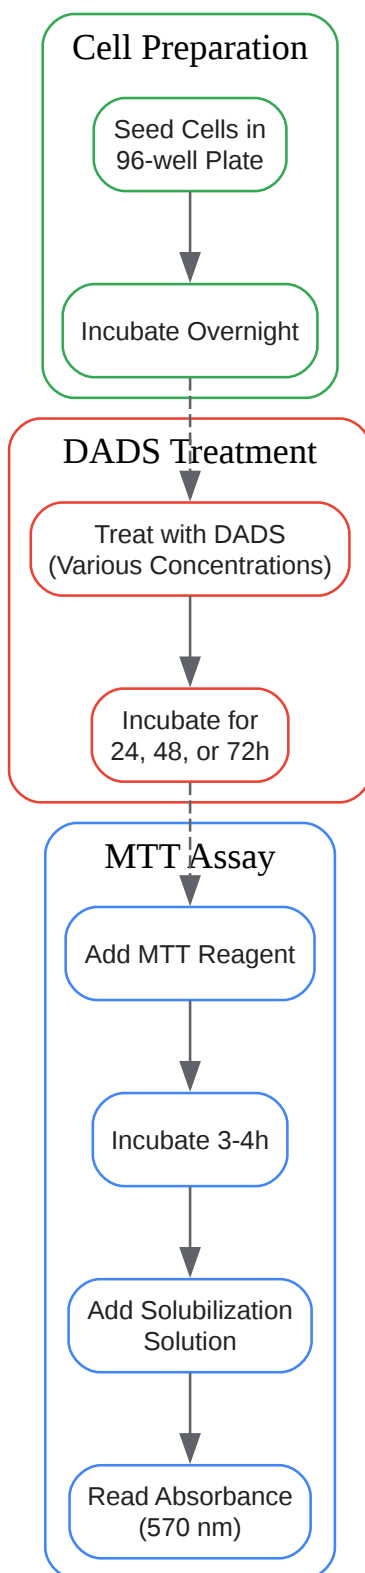 Cell Preparation
Seed Cells in
96-well Plate
Incubate Overnight
DADS Treatment
Treat with DADS
(Various Concentrations)
Incubate for
24, 48, or 72h
MTT Assay
Add MTT Reagent
Incubate 3-4h
Add Solubilization
Solution
Read Absorbance
(570 nm)